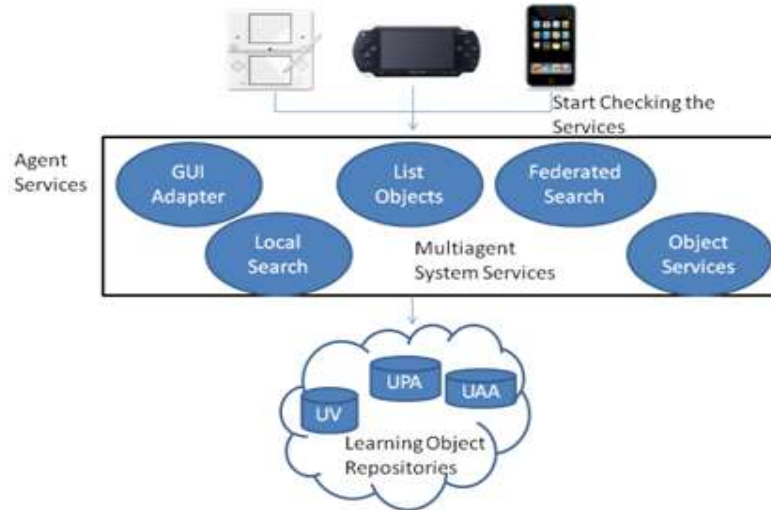 Start Checking the
Services
Agent
Services
GUI
Adapter
List
Objects
Federated
Search
Local
Search
Multiagent
System Services
Object
Services
UV
UPA
UAA
Learning Object
Repositories